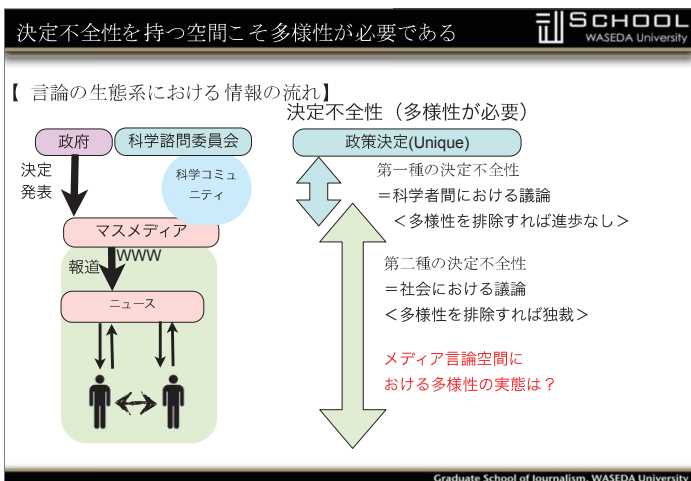 決定不全性を持つ空間こそ多様性が必要である
J SCHOOL
WASEDA University
【 言論の生態系における情報の流れ】
決定不全性（多様性が必要）
政府
科学諮問委員会
政策決定(Unique)
決定
発表
科学コミュ
ニティ
第一種の決定不全性
＝科学者間における議論
＜多様性を排除すれば進歩なし＞
マスメディア
WWW
報道
ニュース
第二種の決定不全性
＝社会における議論
＜多様性を排除すれば独裁＞
メディア言論空間に
おける多様性の実態は？
Graduate School of Journalism, WASEDA University